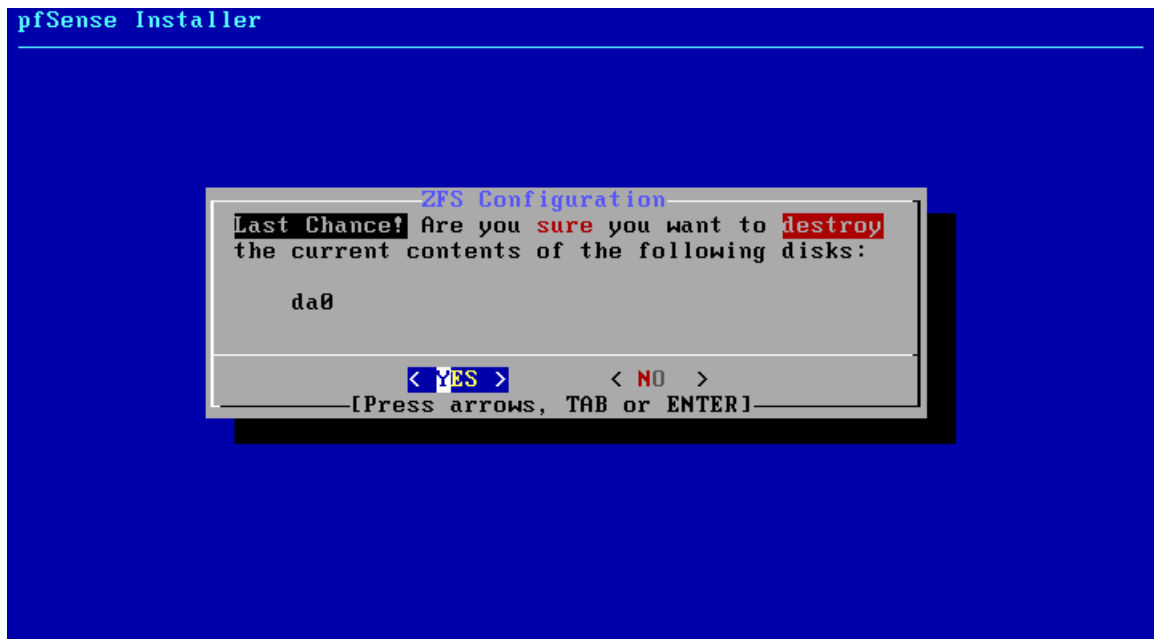 pfSense Installer
ZFS Configuration
Last Chance! Are you sure you want to destroy
the current contents of the following disks:
da0
< YES > < NO >
[Press arrows, TAB or ENTER]